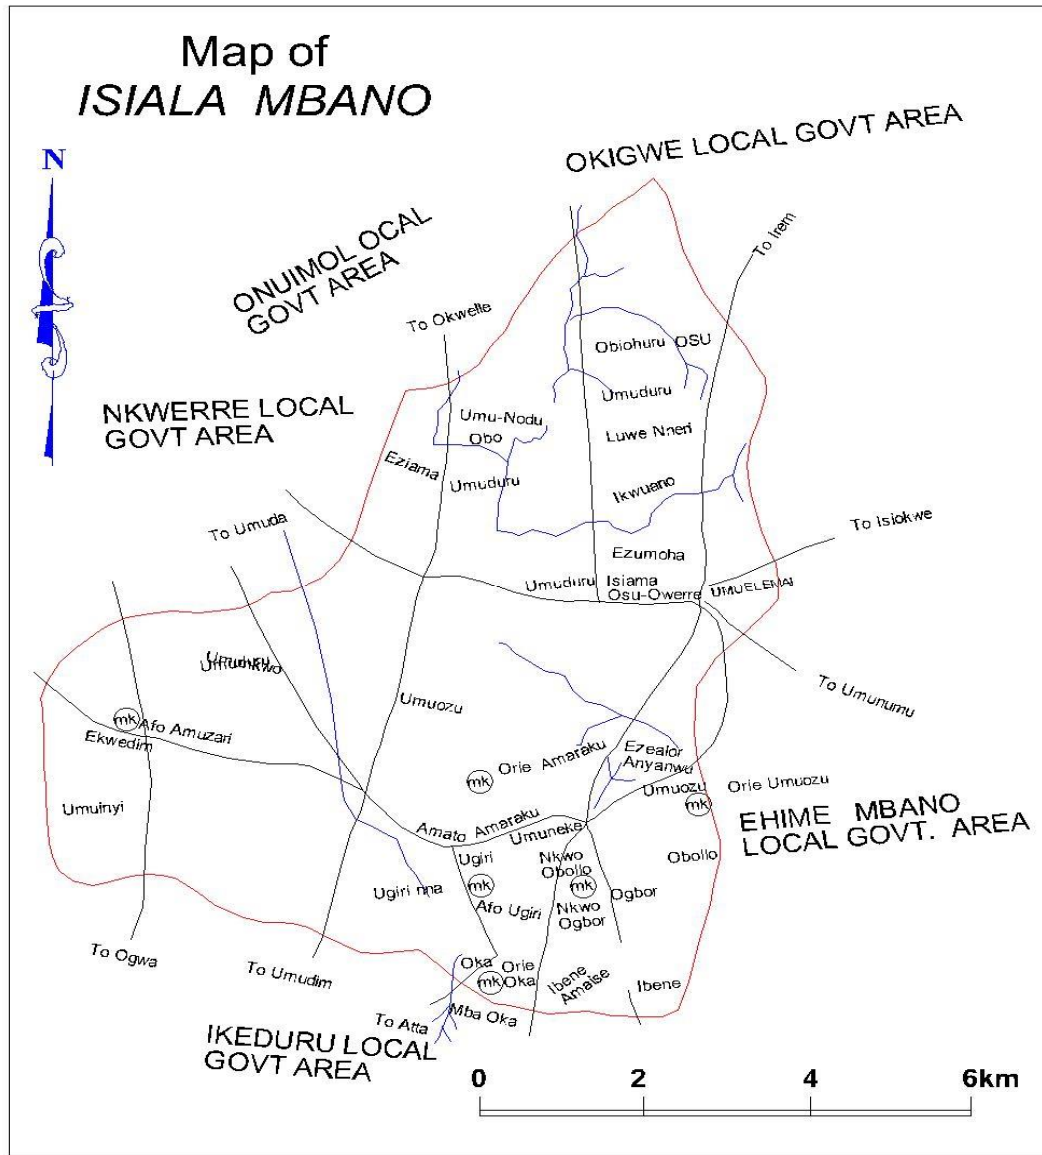 Map of
ISIALA MBANO
N
OKIGWE LOCAL GOVT AREA
ONUIMOL OCAL
GOVT AREA
To Irem
To Okwelle
NKWERRE LOCAL
GOVT AREA
Obiohuru OSU
Umuduru
Umu-Nodu
Obo
Luwe Nneri
Eziama
Umuduru
Ikwuano
To Umuda
To Isiokwe
Ezumoha
Umuduru Isiama
Osu-Owerre
UMUELEMAI
Umunkwo
Umuozu
To Umunumu
mk
Afo Amuzari
Ekwedim
Ezealor
Anyanwu
Orie Amaraku
mk
Umuozu
Orie Umuozu
mk
Umuinyi
Amato Amaraku
Umuneke
EHIME MBANO
LOCAL GOVT. AREA
Ugiri
Nkwo
Obollo
Obollo
Ugiri nna
mk
mk
Ogbor
Afo Ugiri
Nkwo
Ogbor
To Ogwa
To Umudim
Oka
Orie
Oka
mk
Ibene
Amaise
Ibene
Mba Oka
To Atta
IKEDURU LOCAL
GOVT AREA
0 2 4 6km